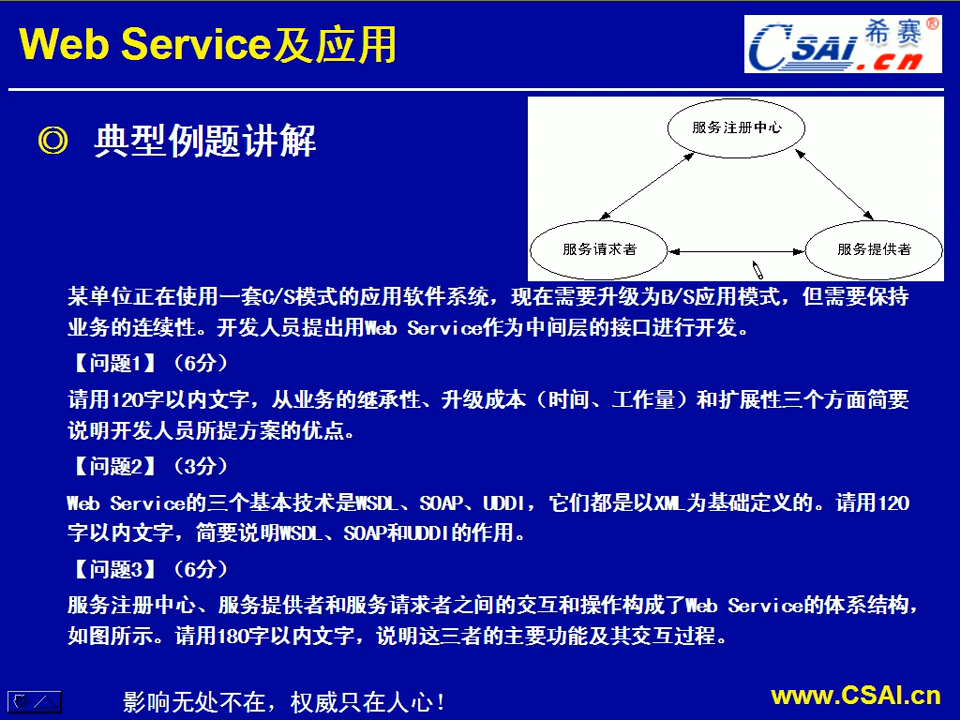 Web Service及应用
CSAI.cn 希赛®
◎ 典型例题讲解
服务注册中心
服务请求者
服务提供者
某单位正在使用一套C/S模式的应用软件系统，现在需要升级为B/S应用模式，但需要保持
业务的连续性。开发人员提出用Web Service作为中间层的接口进行开发。
【问题1】（6分）
请用120字以内文字，从业务的继承性、升级成本（时间、工作量）和扩展性三个方面简要
说明开发人员所提方案的优点。
【问题2】（3分）
Web Service的三个基本技术是WSDL、SOAP、UDDI，它们都是以XML为基础定义的。请用120
字以内文字，简要说明WSDL、SOAP和UDDI的作用。
【问题3】（6分）
服务注册中心、服务提供者和服务请求者之间的交互和操作构成了Web Service的体系结构，
如图所示。请用180字以内文字，说明这三者的主要功能及其交互过程。
影响无处不在，权威只在人心！
www.CSAI.cn